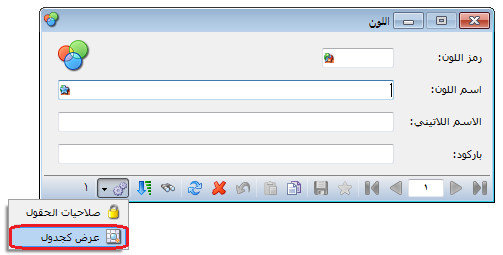 اللون
رمز اللون:
اسم اللون:
الاسم اللاتيني:
باركود:
١
١
صلاحيات الحقول
عرض كجدول